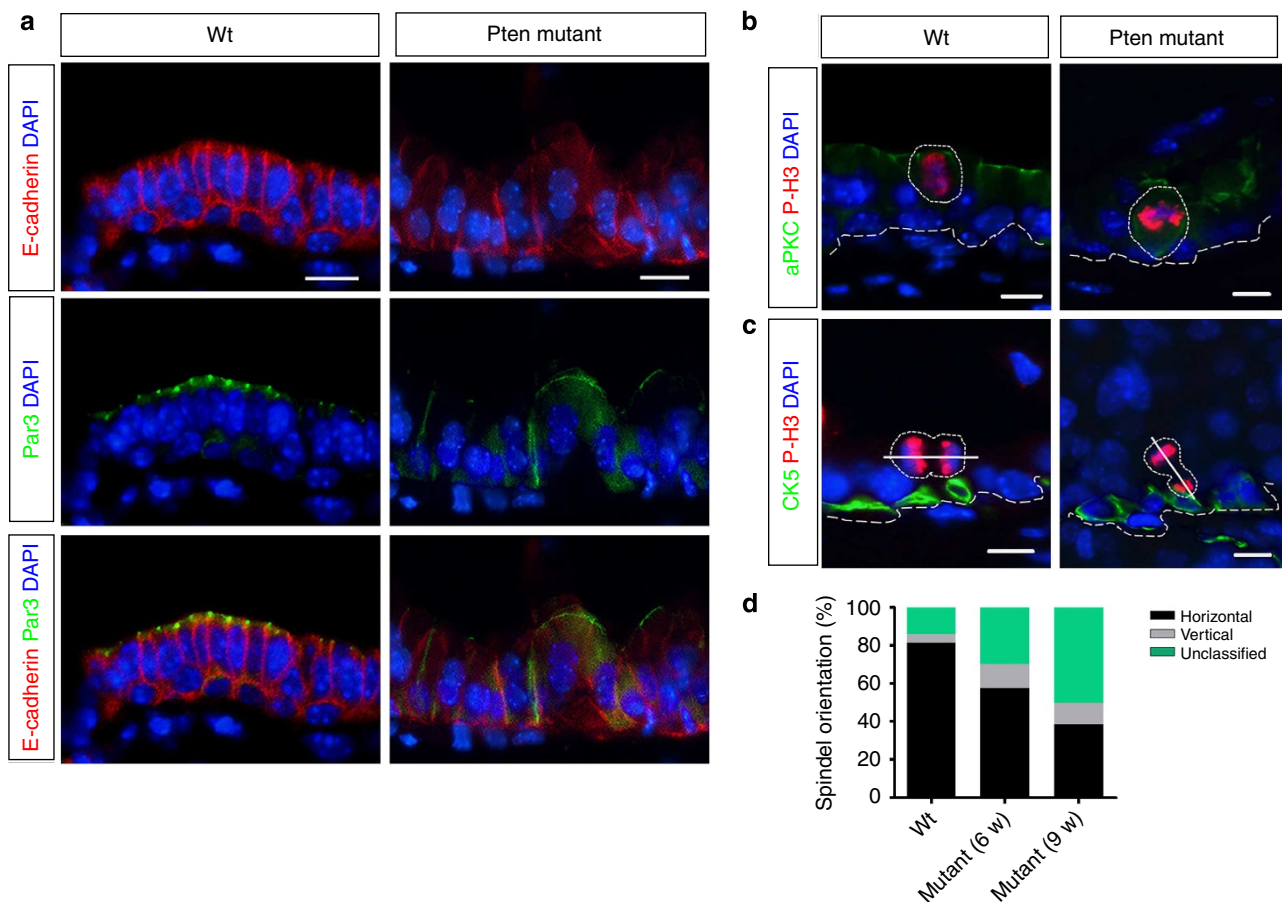 a
Wt
Pten mutant
E-cadherin DAPI
Par3 DAPI
E-cadherin Par3 DAPI
b
Wt
Pten mutant
aPKC P-H3 DAPI
c
CK5 P-H3 DAPI
d
Spindel orientation (%)
100
80
60
40
20
0
Wt
Mutant (6 w)
Mutant (9 w)
Horizontal
Vertical
Unclassified